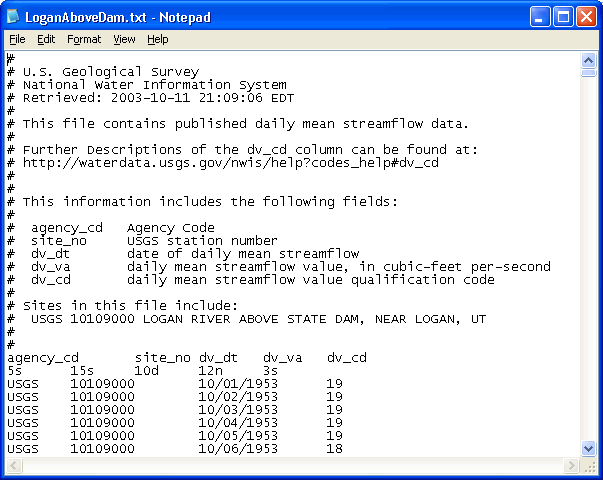 LoganAboveDam.txt - Notepad
File Edit Format View Help
#
# U.S. Geological Survey
# National Water Information System
# Retrieved: 2003-10-11 21:09:06 EDT
#
# This file contains published daily mean streamflow data.
#
# Further Descriptions of the dv_cd column can be found at:
# http://waterdata.usgs.gov/nwis/help?codes_help#dv_cd
#
#
# This information includes the following fields:
#
#  agency_cd   Agency Code
#  site_no     USGS station number
#  dv_dt       date of daily mean streamflow
#  dv_va       daily mean streamflow value, in cubic-feet per-second
#  dv_cd       daily mean streamflow value qualification code
#
# Sites in this file include:
#  USGS 10109000 LOGAN RIVER ABOVE STATE DAM, NEAR LOGAN, UT
#
#
agency_cd       site_no dv_dt   dv_va   dv_cd
5s      15s     10d     12n     3s
USGS    10109000        10/01/1953      19
USGS    10109000        10/02/1953      19
USGS    10109000        10/03/1953      19
USGS    10109000        10/04/1953      19
USGS    10109000        10/05/1953      19
USGS    10109000        10/06/1953      18